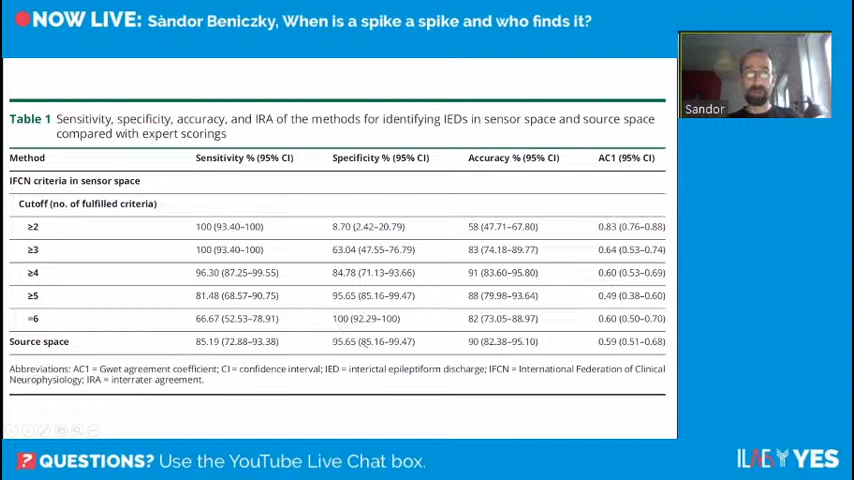 NOW LIVE: Sàndor Beniczky, When is a spike a spike and who finds it?
Sandor
Table 1 Sensitivity, specificity, accuracy, and IRA of the methods for identifying IEDs in sensor space and source space
compared with expert scorings
Method Sensitivity % (95% CI) Specificity % (95% CI) Accuracy % (95% CI) AC1 (95% CI)
IFCN criteria in sensor space
Cutoff (no. of fulfilled criteria)
≥2 100 (93.40–100) 8.70 (2.42–20.79) 58 (47.71–67.80) 0.83 (0.76–0.88)
≥3 100 (93.40–100) 63.04 (47.55–76.79) 83 (74.18–89.77) 0.64 (0.53–0.74)
≥4 96.30 (87.25–99.55) 84.78 (71.13–93.66) 91 (83.60–95.80) 0.60 (0.53–0.69)
≥5 81.48 (68.57–90.75) 95.65 (85.16–99.47) 88 (79.98–93.64) 0.49 (0.38–0.60)
=6 66.67 (52.53–78.91) 100 (92.29–100) 82 (73.05–88.97) 0.60 (0.50–0.70)
Source space 85.19 (72.88–93.38) 95.65 (85.16–99.47) 90 (82.38–95.10) 0.59 (0.51–0.68)
Abbreviations: AC1 = Gwet agreement coefficient; CI = confidence interval; IED = interictal epileptiform discharge; IFCN = International Federation of Clinical
Neurophysiology; IRA = interrater agreement.
? QUESTIONS? Use the YouTube Live Chat box.
ILAE YES